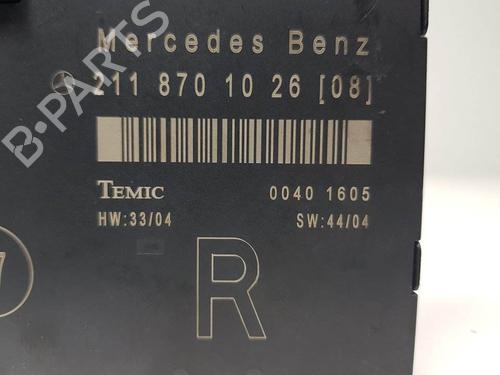 Mercedes Benz
211 870 10 26 [08]
TEMIC 0040 1605
HW:33/04 SW:44/04
R
B-PARTS